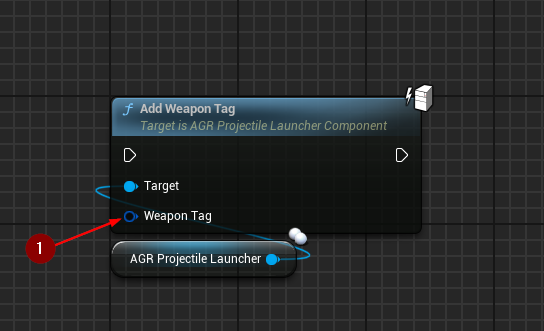 f Add Weapon Tag
Target is AGR Projectile Launcher Component
Target
Weapon Tag
1
AGR Projectile Launcher